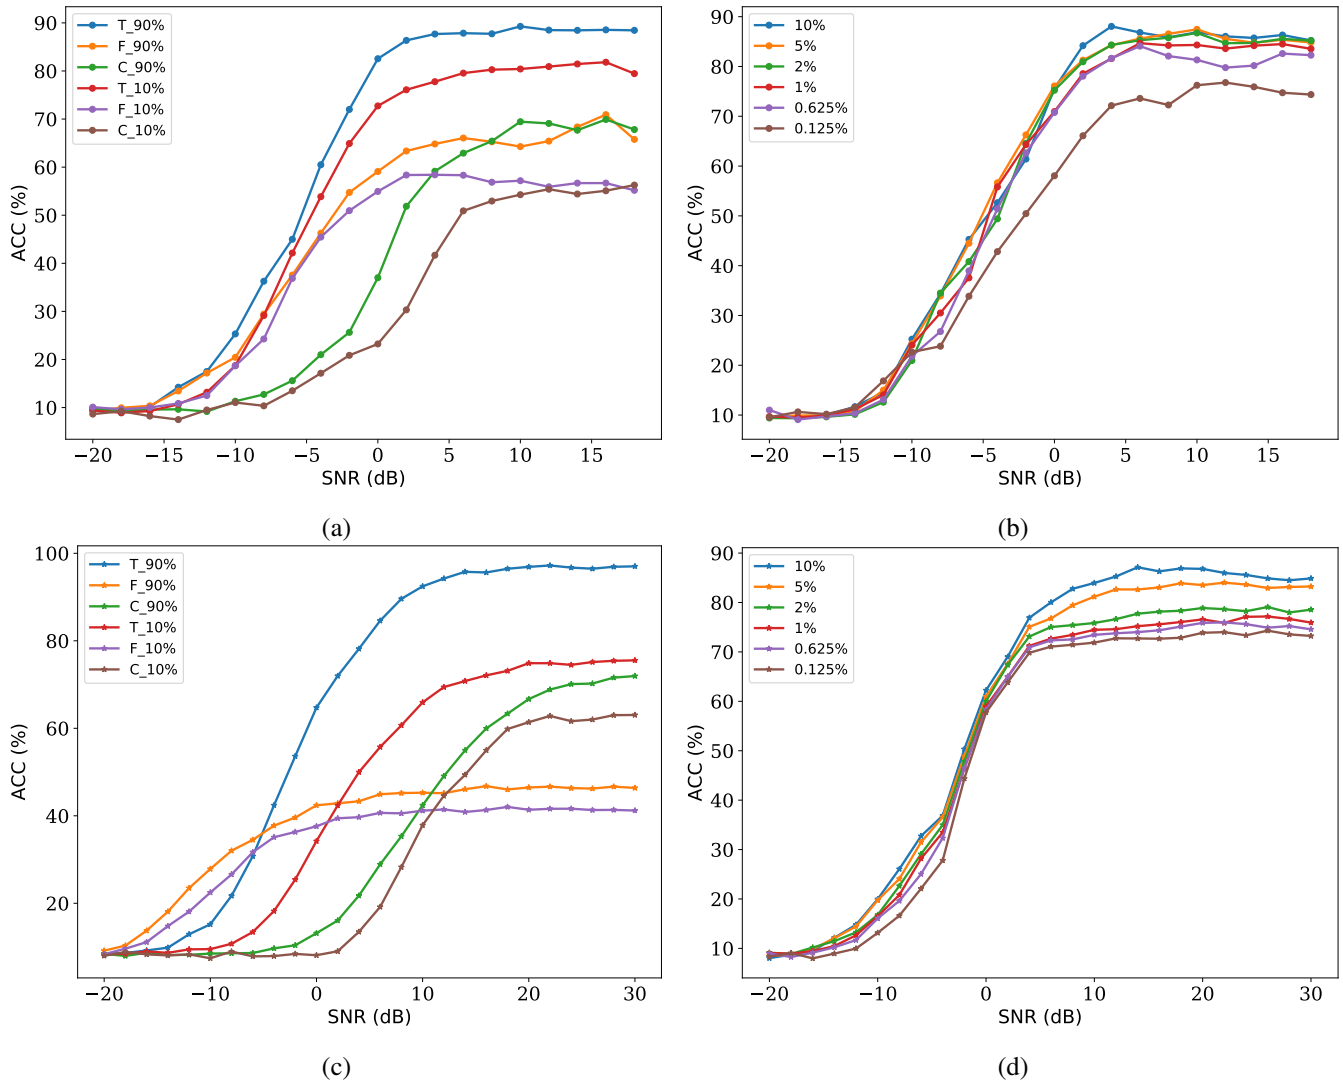 T_90%
F_90%
C_90%
T_10%
F_10%
C_10%
90
80
70
60
50
40
30
20
10
ACC (%)
−20 −15 −10 −5 0 5 10 15
SNR (dB)
(a)
10%
5%
2%
1%
0.625%
0.125%
90
80
70
60
50
40
30
20
10
ACC (%)
−20 −15 −10 −5 0 5 10 15
SNR (dB)
(b)
T_90%
F_90%
C_90%
T_10%
F_10%
C_10%
100
80
60
40
20
ACC (%)
−20 −10 0 10 20 30
SNR (dB)
(c)
10%
5%
2%
1%
0.625%
0.125%
90
80
70
60
50
40
30
20
10
ACC (%)
−20 −10 0 10 20 30
SNR (dB)
(d)